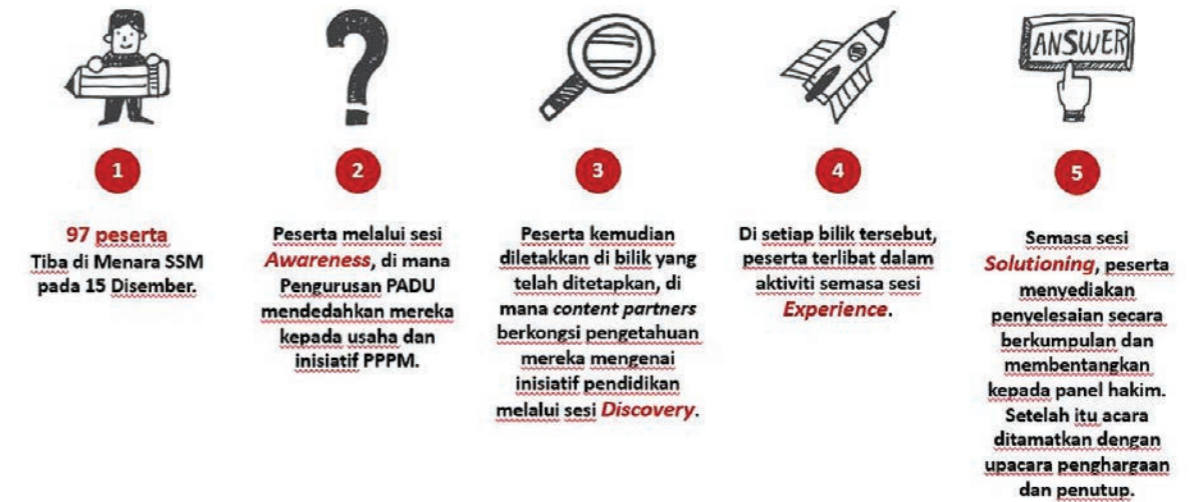 ANSWER
1
97 peserta
Tiba di Menara SSM
pada 15 Disember.
2
Peserta melalui sesi
Awareness, di mana
Pengurusan PADU
mendedahkan mereka
kepada usaha dan
inisiatif PPPM.
3
Peserta kemudian
diletakkan di bilik yang
telah ditetapkan, di
mana content partners
berkongsi pengetahuan
mereka mengenai
inisiatif pendidikan
melalui sesi Discovery.
4
Di setiap bilik tersebut,
peserta terlibat dalam
aktiviti semasa sesi
Experience.
5
Semasa sesi
Solutioning, peserta
menyediakan
penyelesaian secara
berkumpulan dan
membentangkan
kepada panel hakim.
Setelah itu acara
ditamatkan dengan
upacara penghargaan
dan penutup.